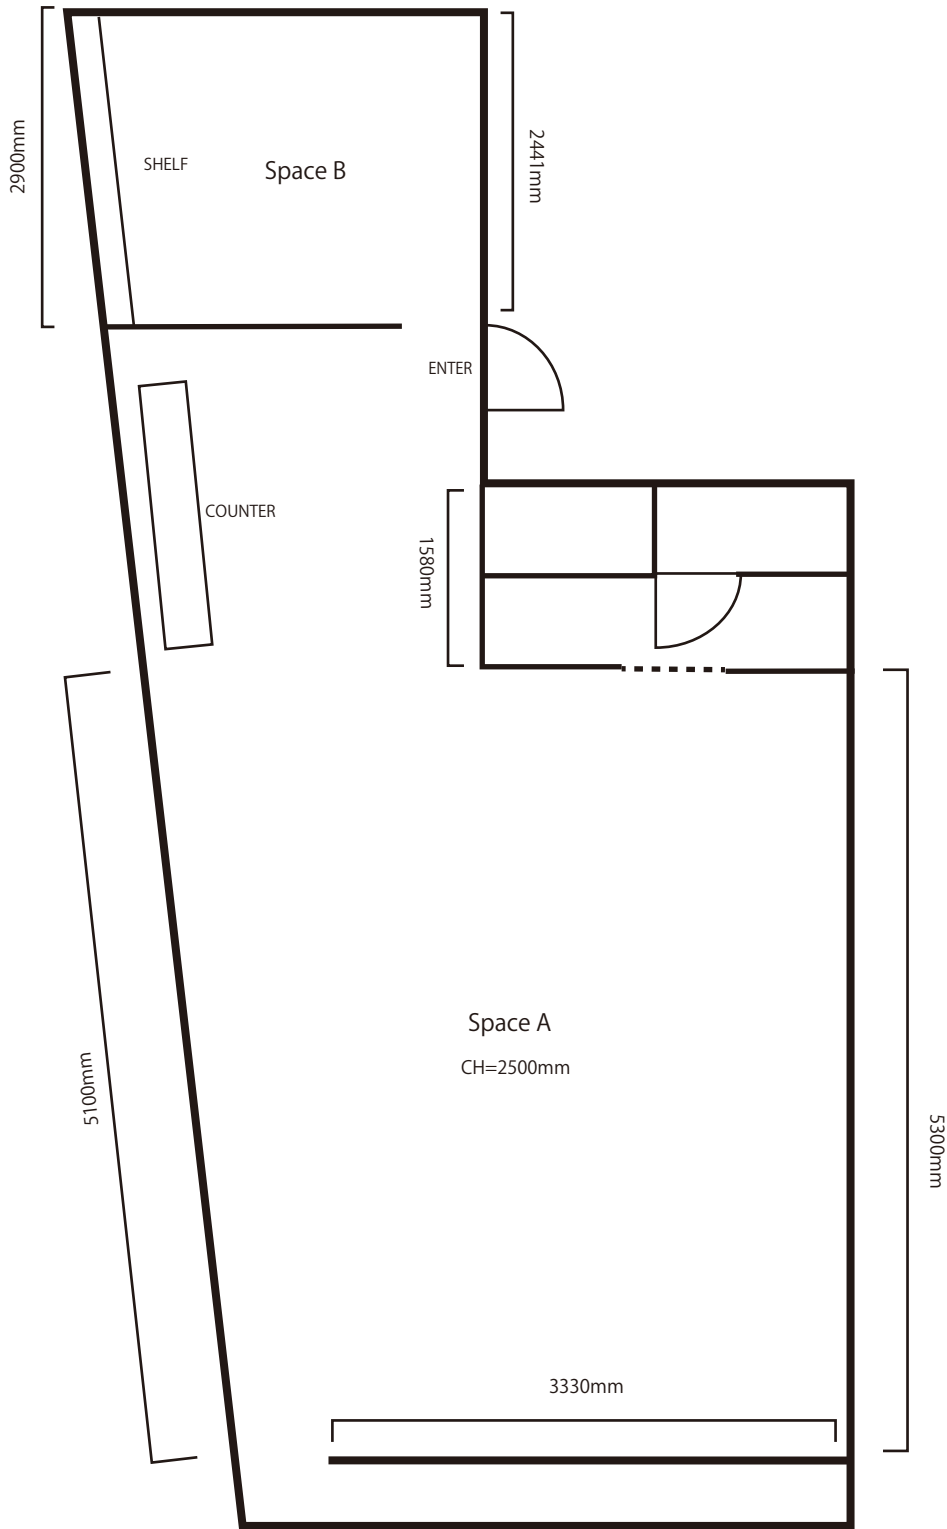 2900mm
SHELF
Space B
2441mm
ENTER
COUNTER
1580mm
Space A
CH=2500mm
5100mm
5300mm
3330mm